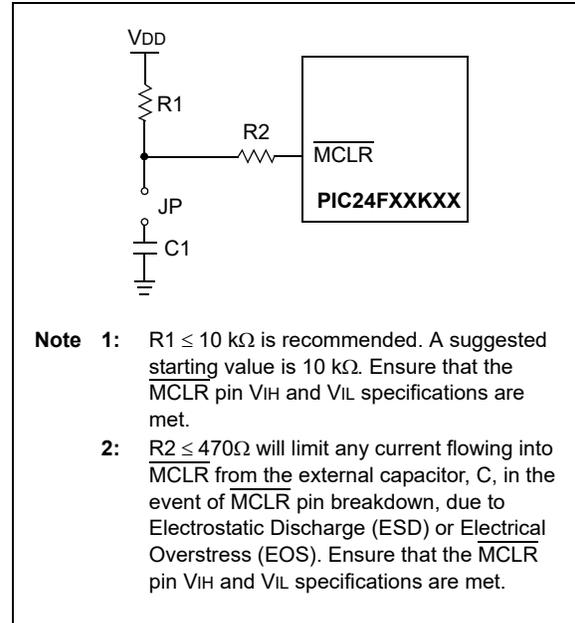 VDD
R1
R2
MCLR
PIC24FXXKXX
JP
C1
Note 1: R1 ≤ 10 kΩ is recommended. A suggested
starting value is 10 kΩ. Ensure that the
MCLR pin VIH and VIL specifications are
met.
2: R2 ≤ 470Ω will limit any current flowing into
MCLR from the external capacitor, C, in the
event of MCLR pin breakdown, due to
Electrostatic Discharge (ESD) or Electrical
Overstress (EOS). Ensure that the MCLR
pin VIH and VIL specifications are met.